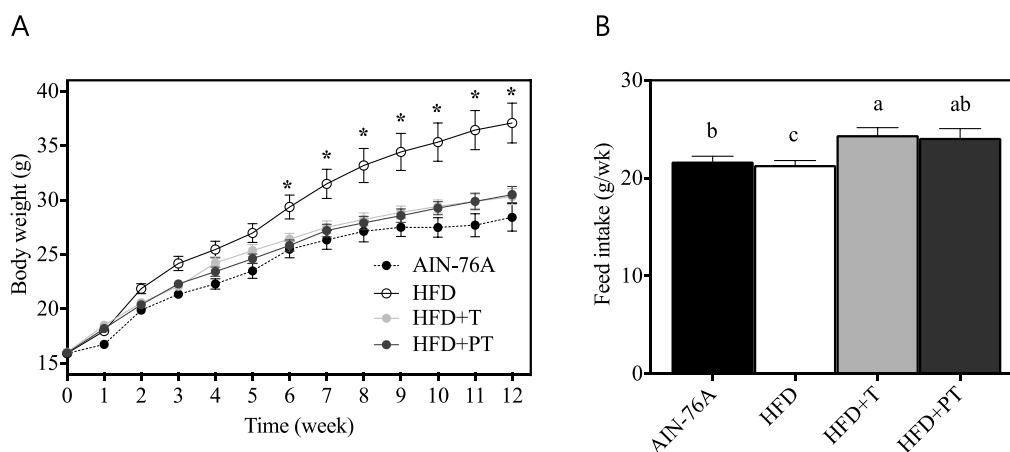 A
Body weight (g)
40
35
30
25
20
15
* * * * * * *
AIN-76A
HFD
HFD+T
HFD+PT
0 1 2 3 4 5 6 7 8 9 10 11 12
Time (week)
B
Feed intake (g/wk)
30
20
10
0
b c a ab
AIN-76A HFD HFD+T HFD+PT